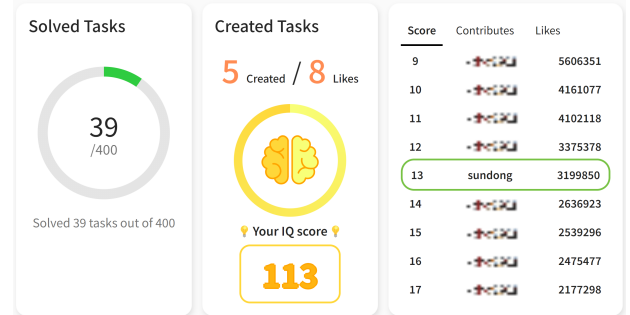 Solved Tasks
39
/400
Solved 39 tasks out of 400
Created Tasks
5 Created / 8 Likes
Your IQ score
113
Score Contributes Likes
9 5606351
10 4161077
11 4102118
12 3375378
13 sundong 3199850
14 2636923
15 2539296
16 2475477
17 2177298